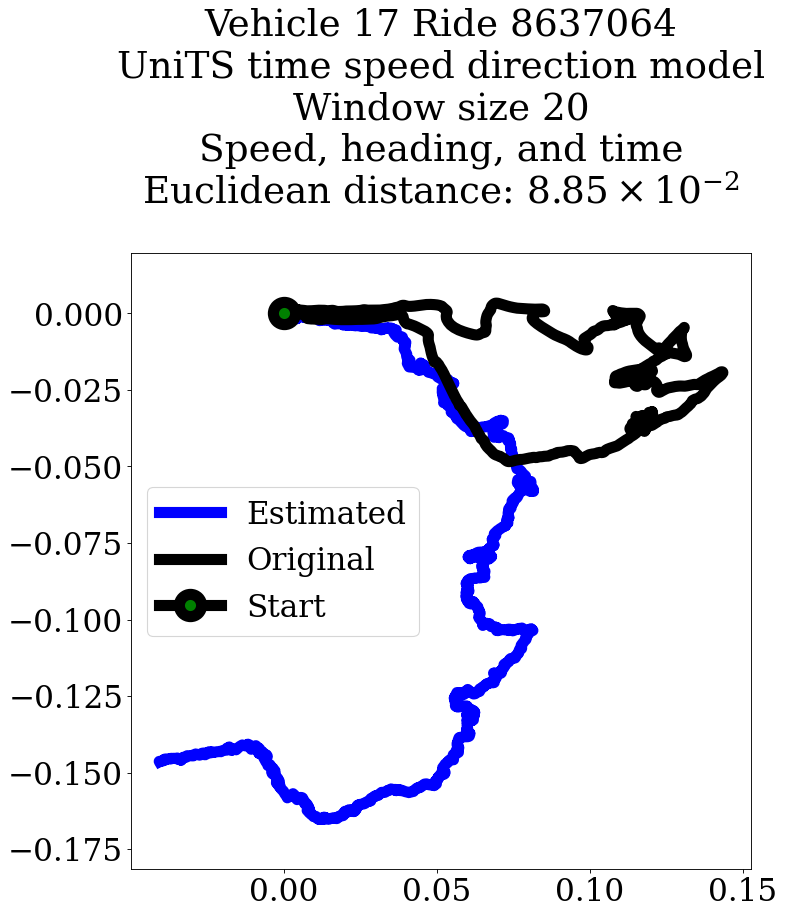 Vehicle 17 Ride 8637064
UniTS time speed direction model
Window size 20
Speed, heading, and time
Euclidean distance: 8.85 × 10⁻²
0.000
−0.025
−0.050
−0.075
−0.100
−0.125
−0.150
−0.175
Estimated
Original
Start
0.00 0.05 0.10 0.15